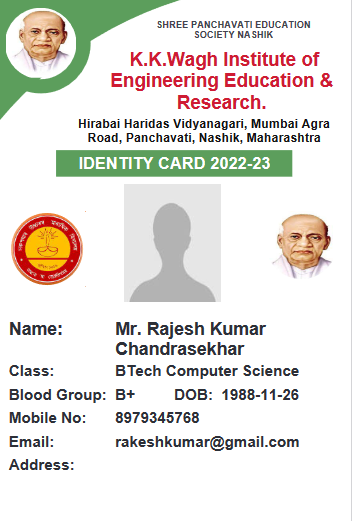 SHREE PANCHAVATI EDUCATION
SOCIETY NASHIK
K.K.Wagh Institute of
Engineering Education &
Research.
Hirabai Haridas Vidyanagari, Mumbai Agra
Road, Panchavati, Nashik, Maharashtra
IDENTITY CARD 2022-23
Name: Mr. Rajesh Kumar
Chandrasekhar
Class: BTech Computer Science
Blood Group: B+ DOB: 1988-11-26
Mobile No: 8979345768
Email: rakeshkumar@gmail.com
Address: